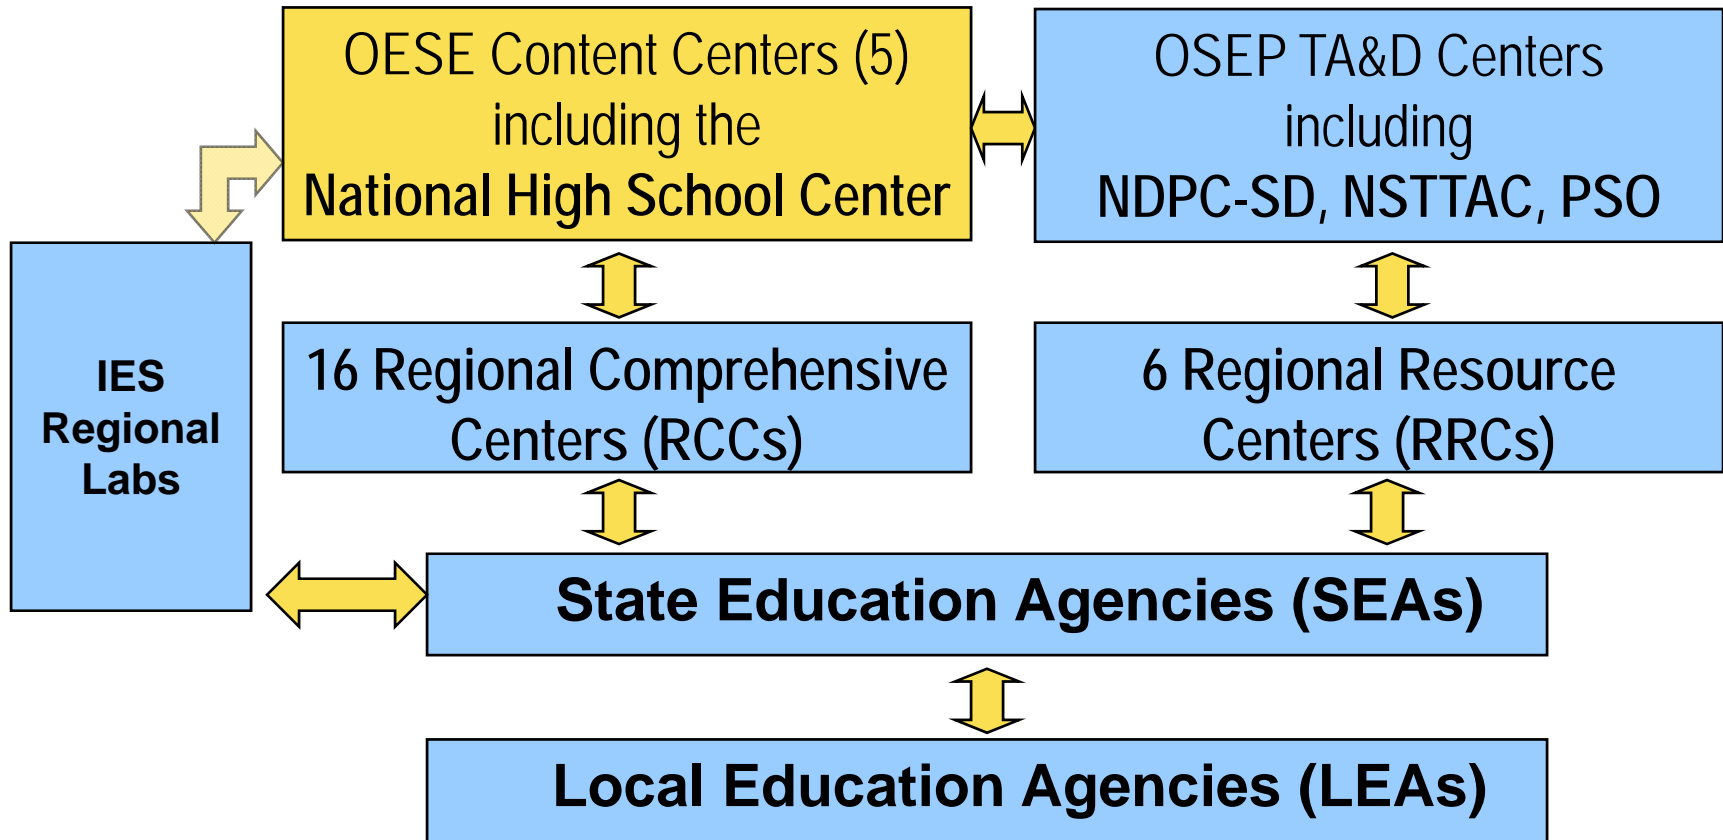 OESE Content Centers (5)
including the
National High School Center
OSEP TA&D Centers
including
NDPC-SD, NSTTAC, PSO
IES
Regional
Labs
16 Regional Comprehensive
Centers (RCCs)
6 Regional Resource
Centers (RRCs)
State Education Agencies (SEAs)
Local Education Agencies (LEAs)